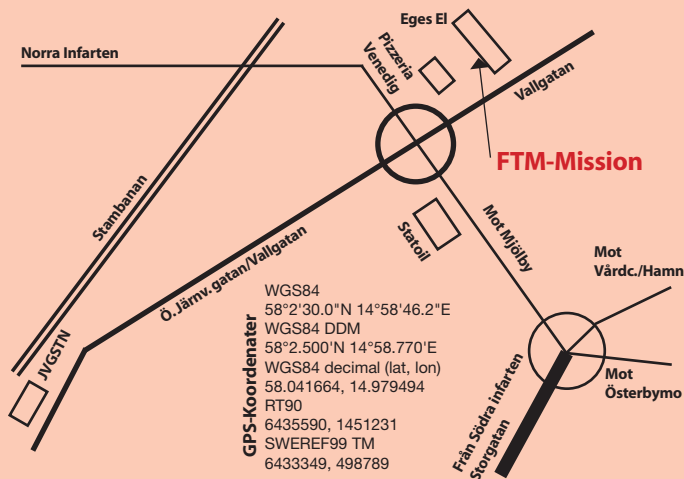 Eges El
Pizzeria
Venedig
Norra Infarten
Vallgatan
FTM-Mission
Stambanan
Statoil
Mot Mjölby
Ö.Järnv.gatan/Vallgatan
Mot
Vårdc./Hamn
JVGSTN
GPS-Koordenater
WGS84
58°2'30.0"N 14°58'46.2"E
WGS84 DDM
58°2.500'N 14°58.770'E
WGS84 decimal (lat, lon)
58.041664, 14.979494
RT90
6435590, 1451231
SWEREF99 TM
6433349, 498789
Mot
Österbymo
Från Södra infarten
Storgatan